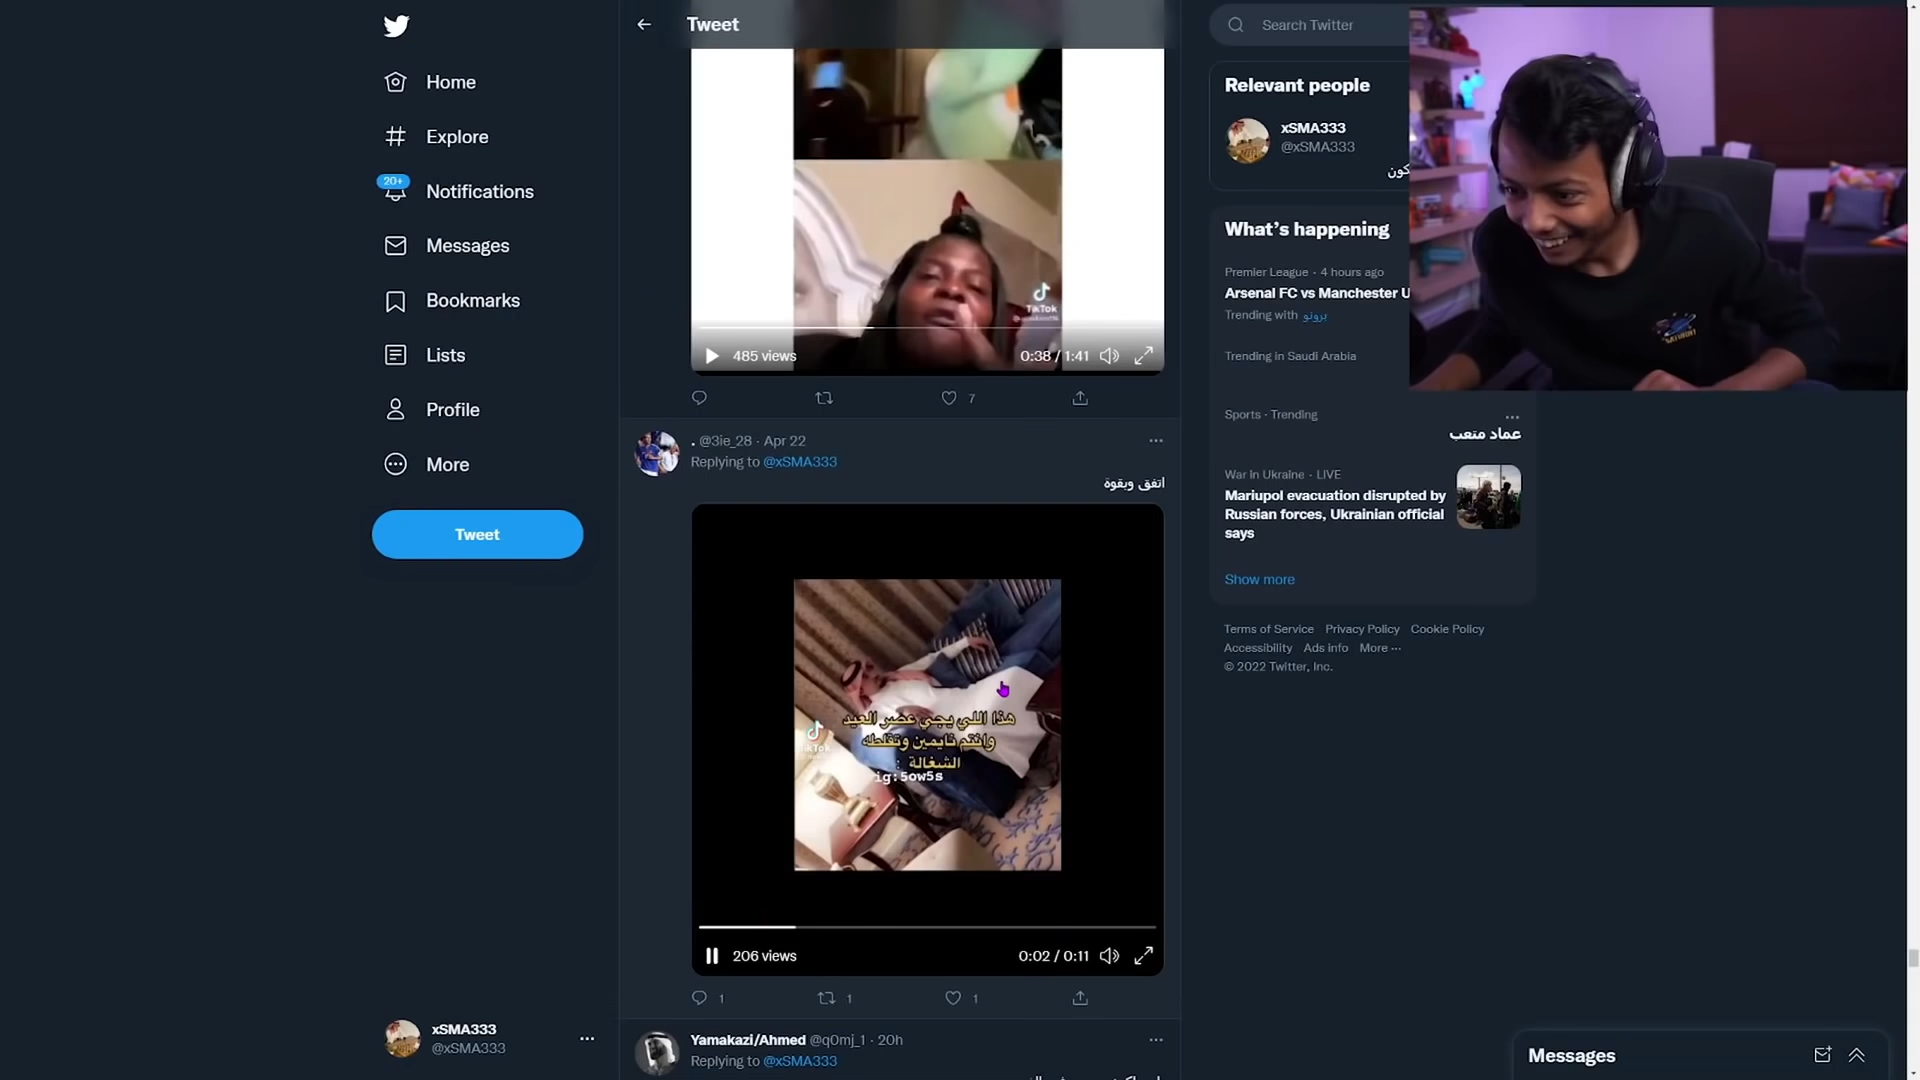 Home
Explore
20+
Notifications
Messages
Bookmarks
Lists
Profile
More
Tweet
xSMA333
@xSMA333
Tweet
TikTok
485 views
0:38 / 1:41
7
. @3ie_28 · Apr 22
Replying to @xSMA333
اتفق وبقوة
هذا اللي يجي عصر العيد
وانتم نايمين وتقلطه
الشغالة :
ig:5ow5s
TikTok
206 views
0:02 / 0:11
1
1
1
Yamakazi/Ahmed @q0mj_1 · 20h
Replying to @xSMA333
Search Twitter
Relevant people
xSMA333
@xSMA333
What's happening
Premier League · 4 hours ago
Arsenal FC vs Manchester U
Trending with برونو
Trending in Saudi Arabia
Sports · Trending
عماد متعب
War in Ukraine · LIVE
Mariupol evacuation disrupted by
Russian forces, Ukrainian official
says
Show more
Terms of Service Privacy Policy Cookie Policy
Accessibility Ads info More ···
© 2022 Twitter, Inc.
Messages